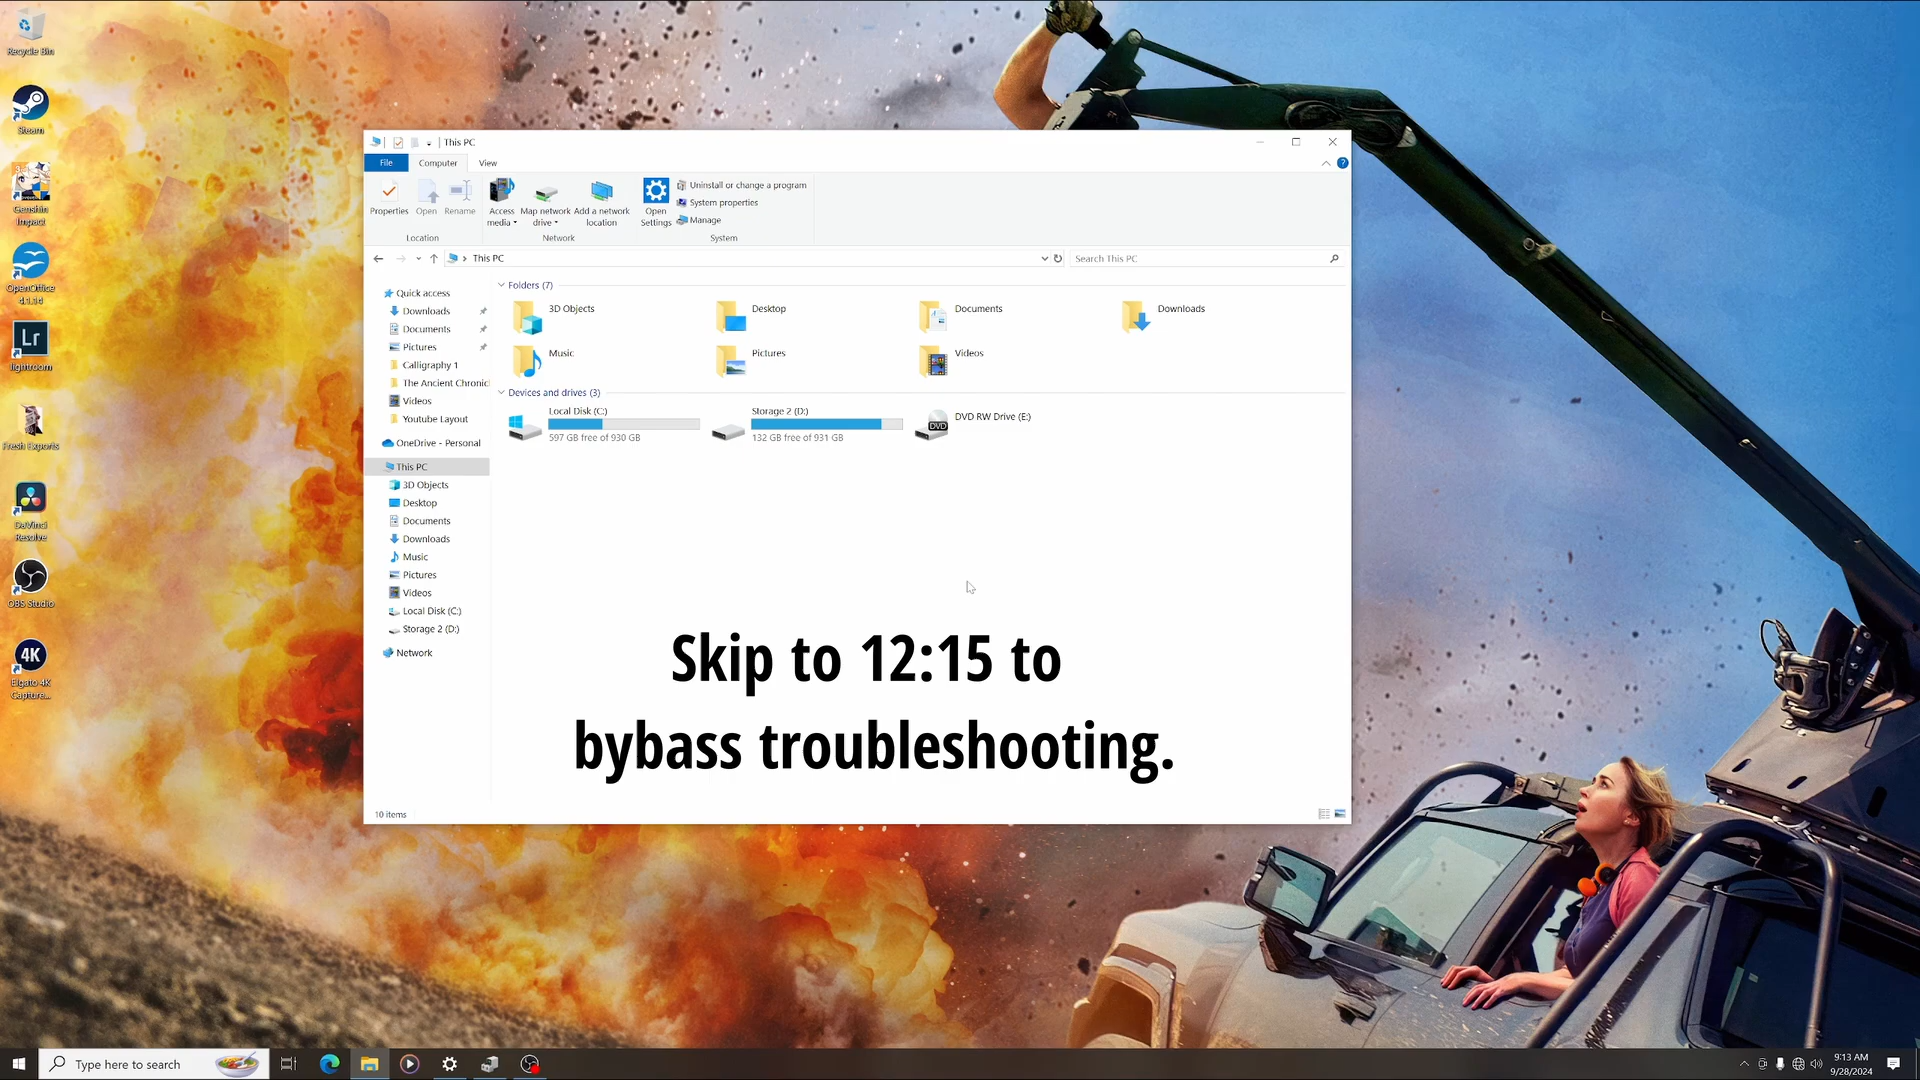 Recycle Bin
Steam
Genshin
Impact
OpenOffice
4.1.14
Lr
lightroom
Fresh Exports
DaVinci
Resolve
OBS Studio
4K
Elgato 4K
Capture...
This PC
File
Computer
View
Properties
Open
Rename
Location
Access
media
Map network
drive
Add a network
location
Network
Open
Settings
Uninstall or change a program
System properties
Manage
System
This PC
Search This PC
Quick access
Downloads
Documents
Pictures
Calligraphy 1
The Ancient Chronic
Videos
Youtube Layout
OneDrive - Personal
This PC
3D Objects
Desktop
Documents
Downloads
Music
Pictures
Videos
Local Disk (C:)
Storage 2 (D:)
Network
Folders (7)
3D Objects
Desktop
Documents
Downloads
Music
Pictures
Videos
Devices and drives (3)
Local Disk (C:)
597 GB free of 930 GB
Storage 2 (D:)
132 GB free of 931 GB
DVD
DVD RW Drive (E:)
Skip to 12:15 to
bybass troubleshooting.
10 items
Type here to search
9:13 AM
9/28/2024